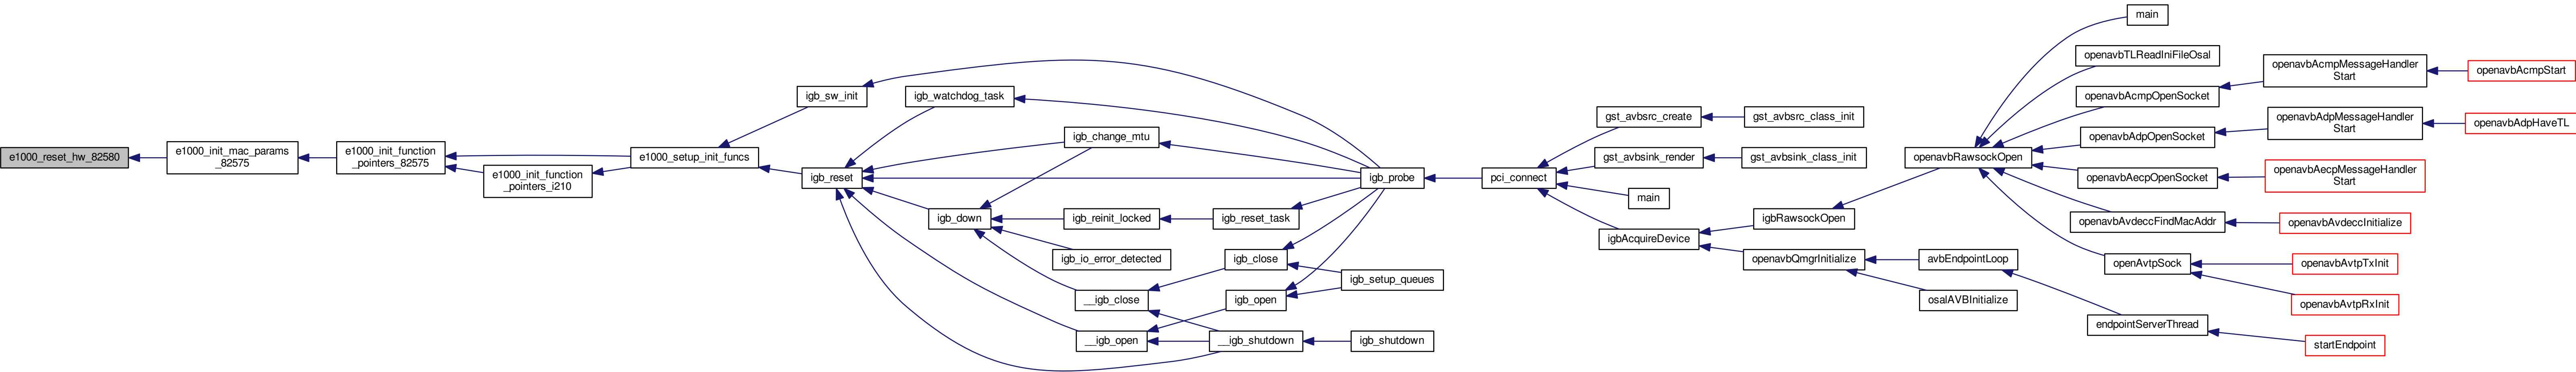 e1000_reset_hw_82580
e1000_init_mac_params
_82575
e1000_init_function
_pointers_82575
e1000_init_function
_pointers_i210
e1000_setup_init_funcs
igb_sw_init
igb_reset
igb_watchdog_task
igb_change_mtu
igb_down
igb_reinit_locked
igb_reset_task
igb_io_error_detected
__igb_close
__igb_open
igb_close
igb_open
__igb_shutdown
igb_probe
igb_setup_queues
igb_shutdown
pci_connect
gst_avbsrc_create
gst_avbsink_render
main
igbAcquireDevice
gst_avbsrc_class_init
gst_avbsink_class_init
igbRawsockOpen
openavbQmgrInitialize
openavbRawsockOpen
avbEndpointLoop
osalAVBInitialize
main
openavbTLReadIniFileOsal
openavbAcmpOpenSocket
openavbAdpOpenSocket
openavbAecpOpenSocket
openavbAvdeccFindMacAddr
openAvtpSock
endpointServerThread
openavbAcmpMessageHandler
Start
openavbAdpMessageHandler
Start
openavbAecpMessageHandler
Start
openavbAvdeccInitialize
openavbAvtpTxInit
openavbAvtpRxInit
startEndpoint
openavbAcmpStart
openavbAdpHaveTL